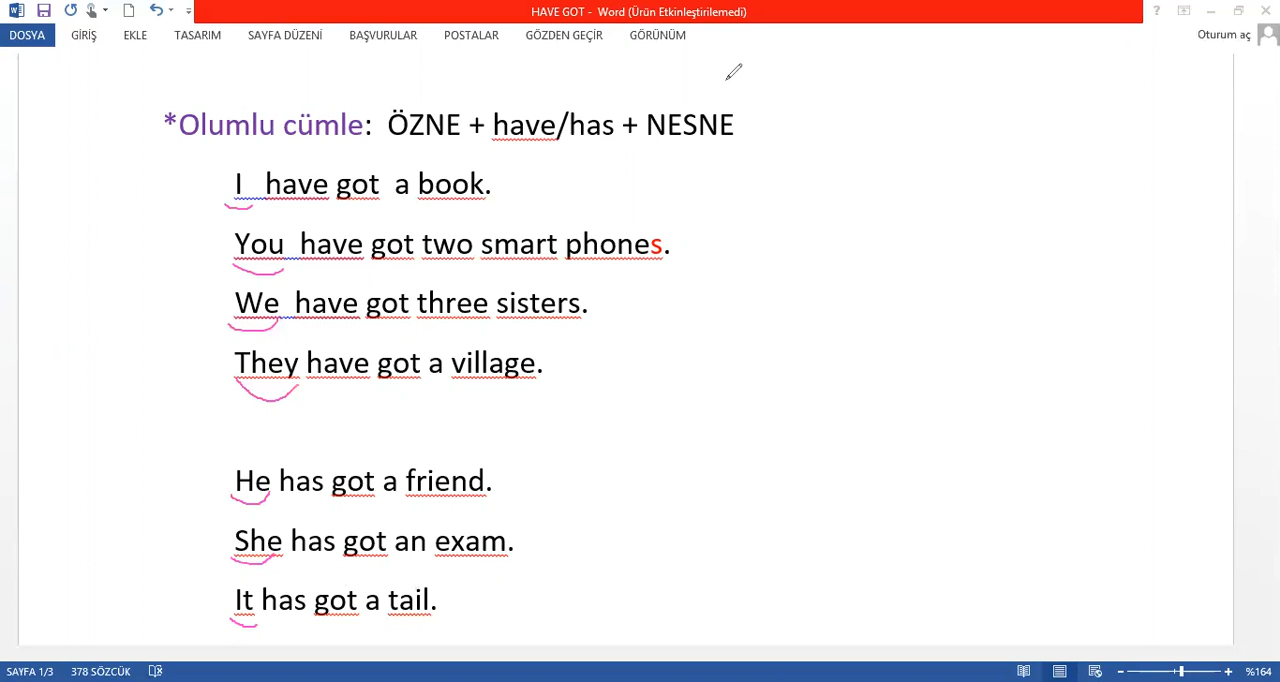 HAVE GOT - Word (Ürün Etkinleştirilemedi)
?
DOSYA GİRİŞ EKLE TASARIM SAYFA DÜZENİ BAŞVURULAR POSTALAR GÖZDEN GEÇİR GÖRÜNÜM Oturum aç
*Olumlu cümle: ÖZNE + have/has + NESNE
I have got a book.
You have got two smart phones.
We have got three sisters.
They have got a village.
He has got a friend.
She has got an exam.
It has got a tail.
SAYFA 1/3 378 SÖZCÜK %164